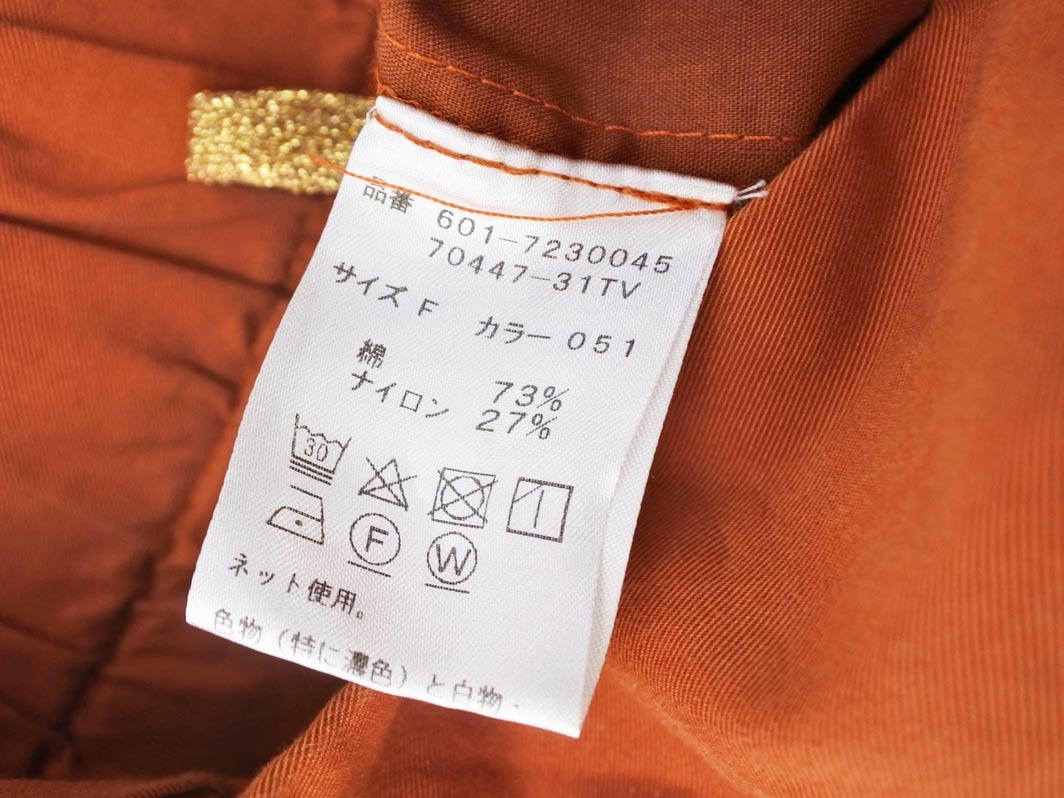 品番 601-7230045
70447-31TV
サイズ F カラー 051
綿 73%
ナイロン 27%
30
F W
ネット使用。
色物(特に濃色)と白物・